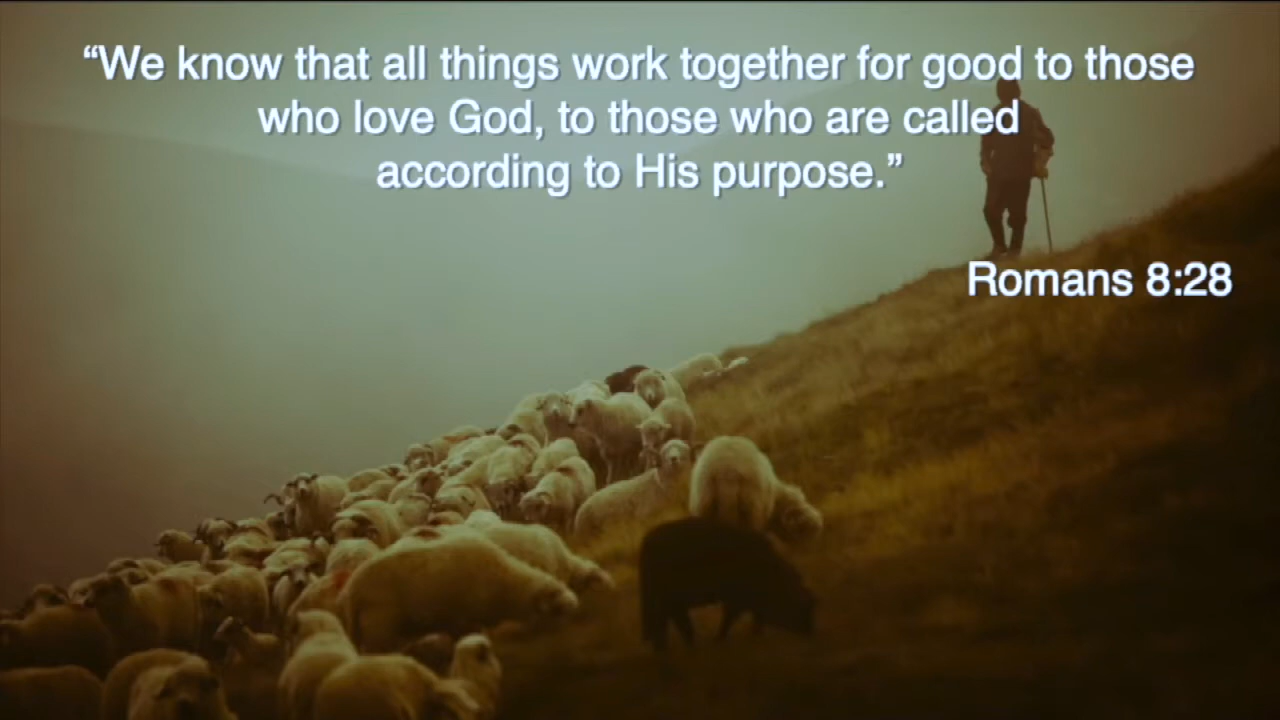 “We know that all things work together for good to those
who love God, to those who are called
according to His purpose.”
Romans 8:28